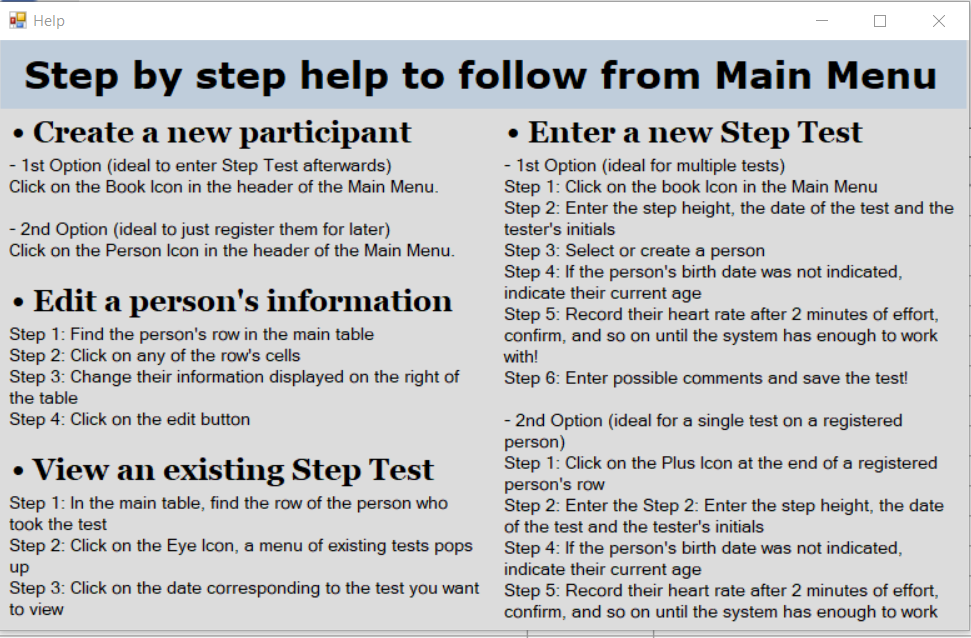 Help
Step by step help to follow from Main Menu
• Create a new participant
- 1st Option (ideal to enter Step Test afterwards)
Click on the Book Icon in the header of the Main Menu.
- 2nd Option (ideal to just register them for later)
Click on the Person Icon in the header of the Main Menu.
• Edit a person's information
Step 1: Find the person's row in the main table
Step 2: Click on any of the row's cells
Step 3: Change their information displayed on the right of
the table
Step 4: Click on the edit button
• View an existing Step Test
Step 1: In the main table, find the row of the person who
took the test
Step 2: Click on the Eye Icon, a menu of existing tests pops
up
Step 3: Click on the date corresponding to the test you want
to view
• Enter a new Step Test
- 1st Option (ideal for multiple tests)
Step 1: Click on the book Icon in the Main Menu
Step 2: Enter the step height, the date of the test and the
tester's initials
Step 3: Select or create a person
Step 4: If the person's birth date was not indicated,
indicate their current age
Step 5: Record their heart rate after 2 minutes of effort,
confirm, and so on until the system has enough to work
with!
Step 6: Enter possible comments and save the test!
- 2nd Option (ideal for a single test on a registered
person)
Step 1: Click on the Plus Icon at the end of a registered
person's row
Step 2: Enter the Step 2: Enter the step height, the date
of the test and the tester's initials
Step 4: If the person's birth date was not indicated,
indicate their current age
Step 5: Record their heart rate after 2 minutes of effort,
confirm, and so on until the system has enough to work